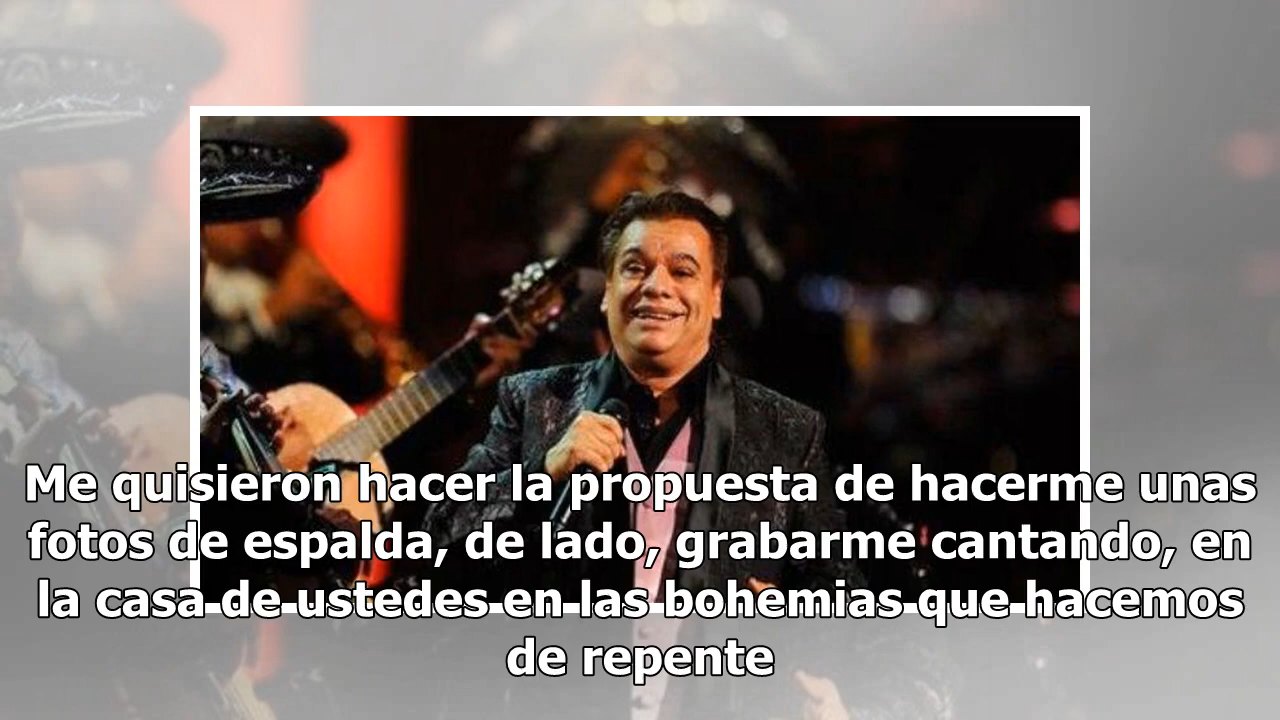 Me quisieron hacer la propuesta de hacerme unas
fotos de espalda, de lado, grabarme cantando, en
la casa de ustedes en las bohemias que hacemos
de repente